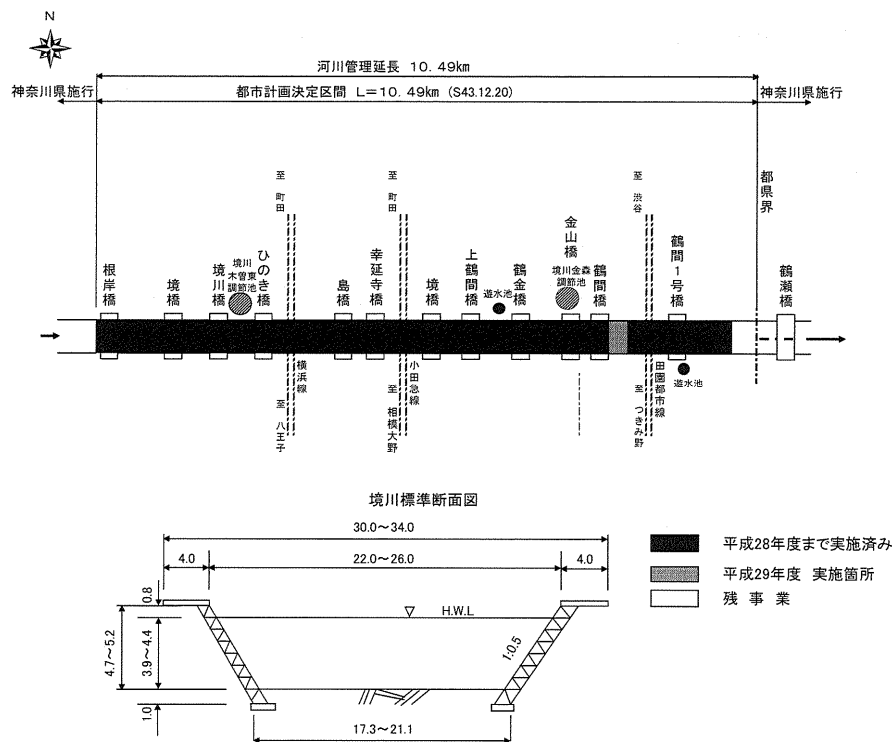 N
河川管理延長 10.49km
神奈川県施行
都市計画決定区間 L=10.49km (S43.12.20)
神奈川県施行
至 町田
至 町田
至 渋谷
都県界
根岸橋
境橋
境川橋
境川木曽東調節池
ひのき橋
島橋
幸延寺橋
境橋
上鶴間橋
遊水池
鶴金橋
金山橋
境川金森調節池
鶴間橋
鶴間1号橋
鶴瀬橋
横浜線
至 八王子
小田急線
至 相模大野
田園都市線
至 つきみ野
遊水池
境川標準断面図
30.0~34.0
4.0
22.0~26.0
4.0
0.8
H.W.L
4.7~5.2
3.9~4.4
1:0.5
1.0
17.3~21.1
平成28年度まで実施済み
平成29年度 実施箇所
残 事 業